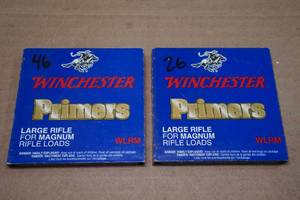 46
WINCHESTER
Primers
LARGE RIFLE
FOR MAGNUM
RIFLE LOADS
WLRM
26
WINCHESTER
Primers
LARGE RIFLE
FOR MAGNUM
RIFLE LOADS
WLRM